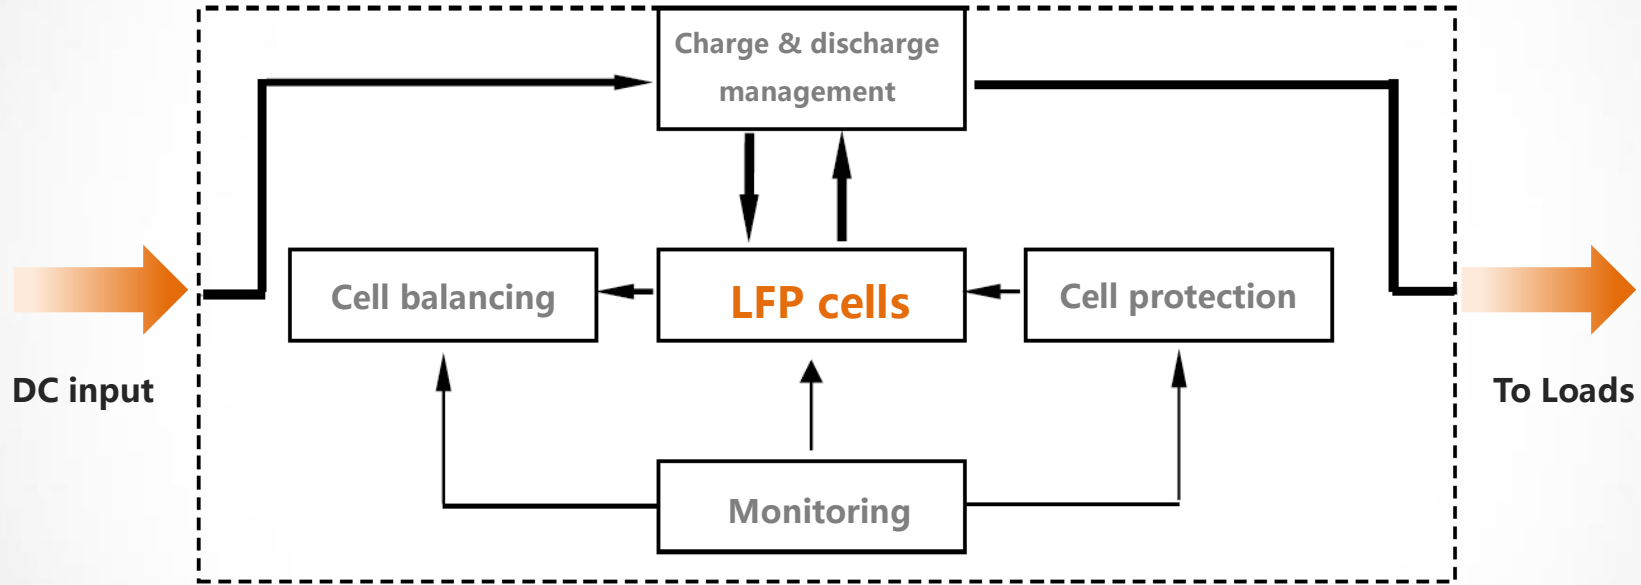 Charge & discharge
management
Cell balancing
LFP cells
Cell protection
DC input
To Loads
Monitoring